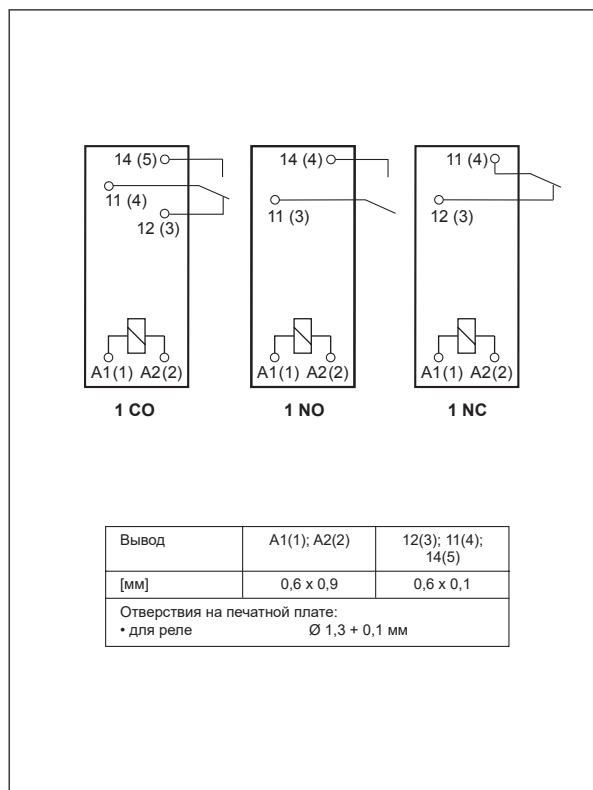 14 (5)
11 (4)
12 (3)
A1(1) A2(2)
1 CO
14 (4)
11 (3)
A1(1) A2(2)
1 NO
11 (4)
12 (3)
A1(1) A2(2)
1 NC
Вывод
A1(1); A2(2)
12(3); 11(4);
14(5)
[мм]
0,6 x 0,9
0,6 x 0,1
Отверстия на печатной плате:
• для реле Ø 1,3 + 0,1 мм